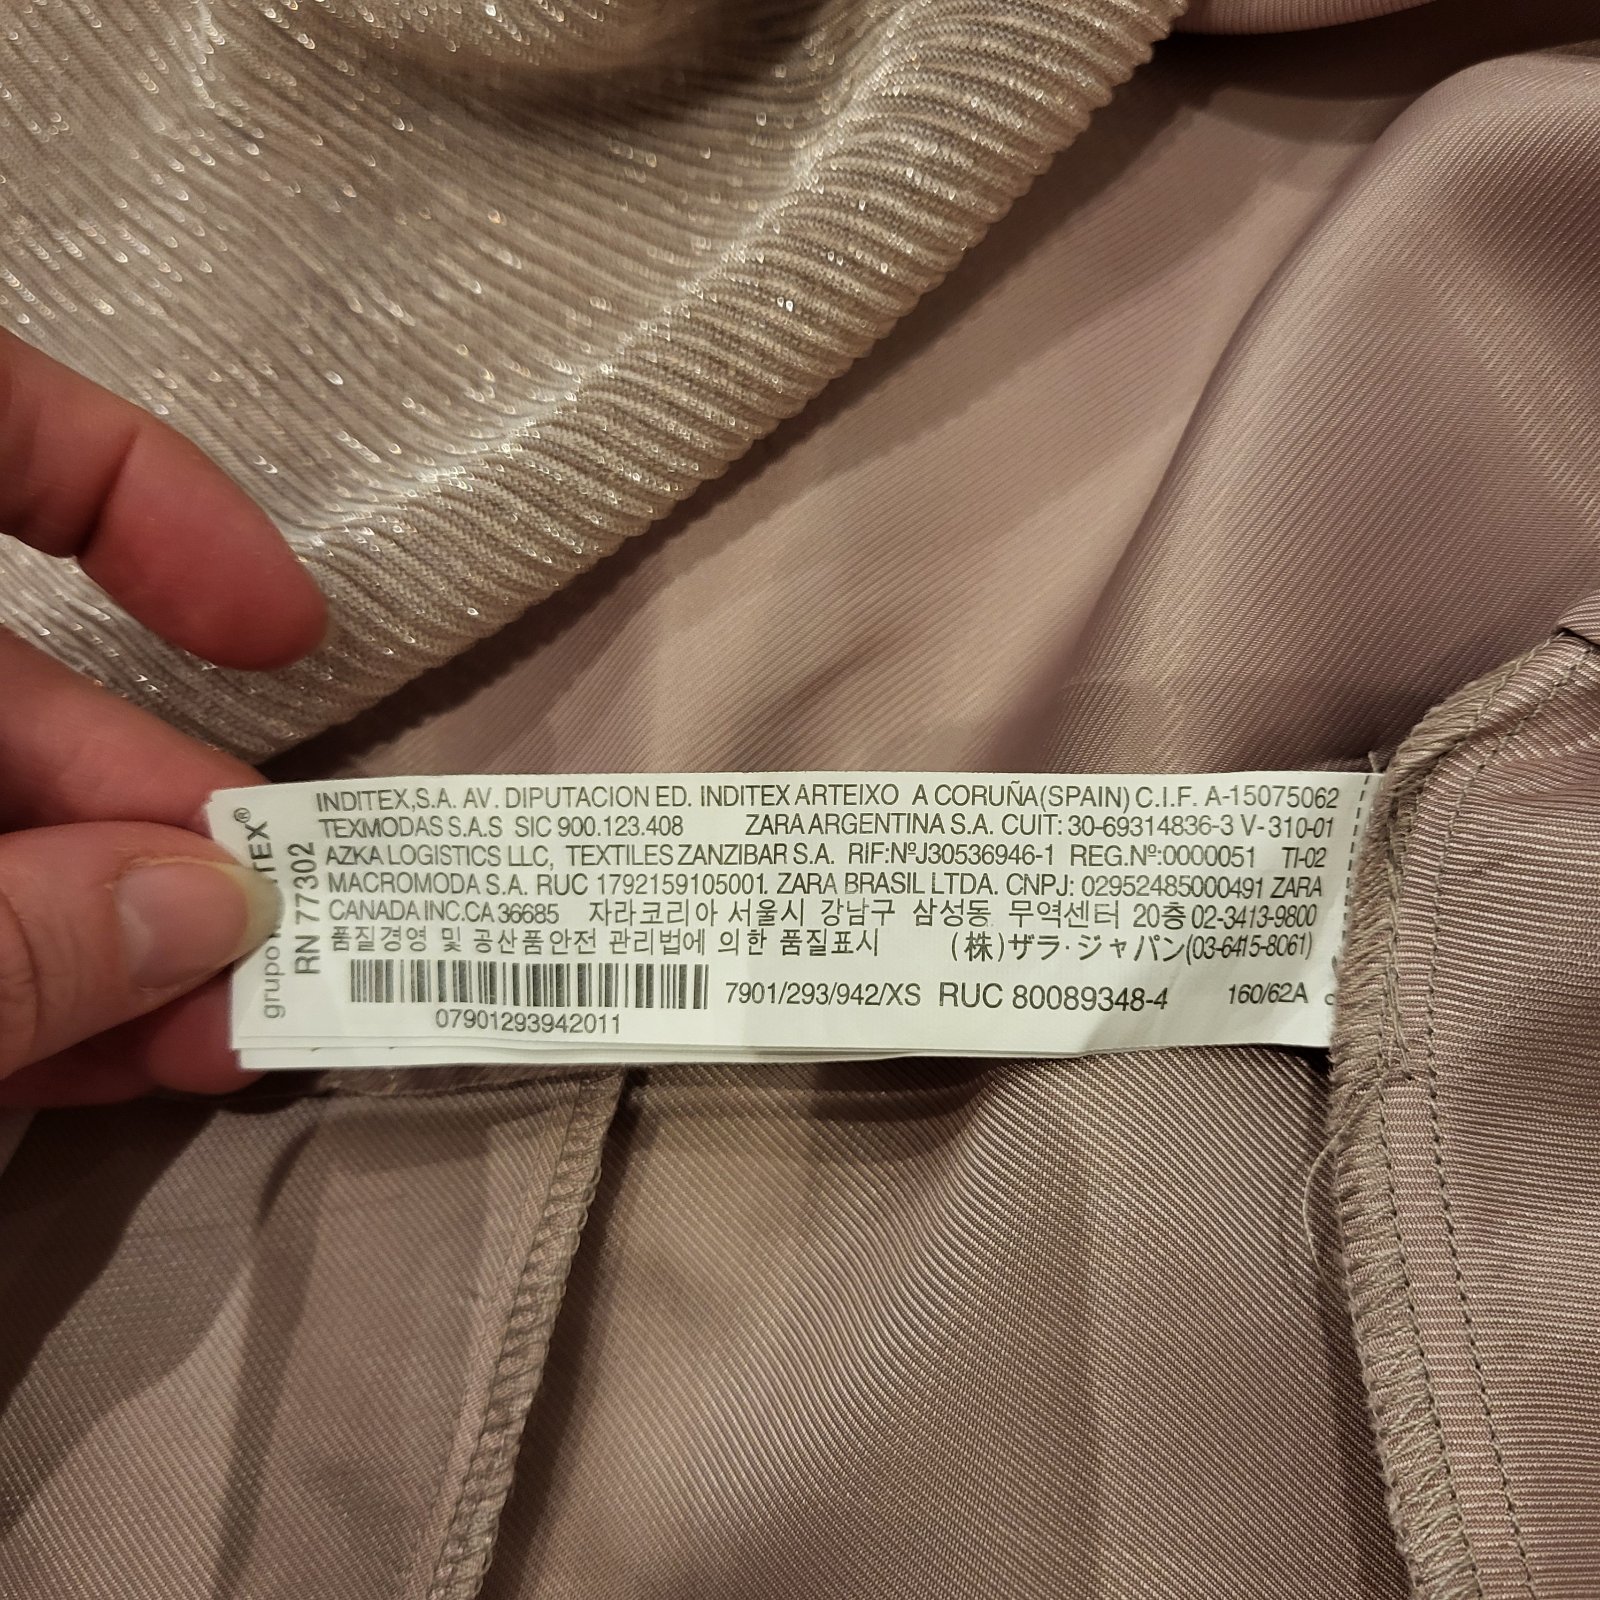 grupo TEX®
RN 77302
INDITEX,S.A. AV. DIPUTACION ED. INDITEX ARTEIXO A CORUÑA(SPAIN) C.I.F. A-15075062
TEXMODAS S.A.S SIC 900.123.408 ZARA ARGENTINA S.A. CUIT: 30-69314836-3 V-310-01
AZKA LOGISTICS LLC, TEXTILES ZANZIBAR S.A. RIF:NºJ30536946-1 REG.Nº:0000051 TI-02
MACROMODA S.A. RUC 1792159105001. ZARA BRASIL LTDA. CNPJ: 02952485000491 ZARA
CANADA INC.CA 36685 자라코리아 서울시 강남구 삼성동 무역센터 20층 02-3413-9800
품질경영 및 공산품안전 관리법에 의한 품질표시 (株)ザラ·ジャパン(03-6415-8061)
7901/293/942/XS RUC 80089348-4 160/62A
07901293942011